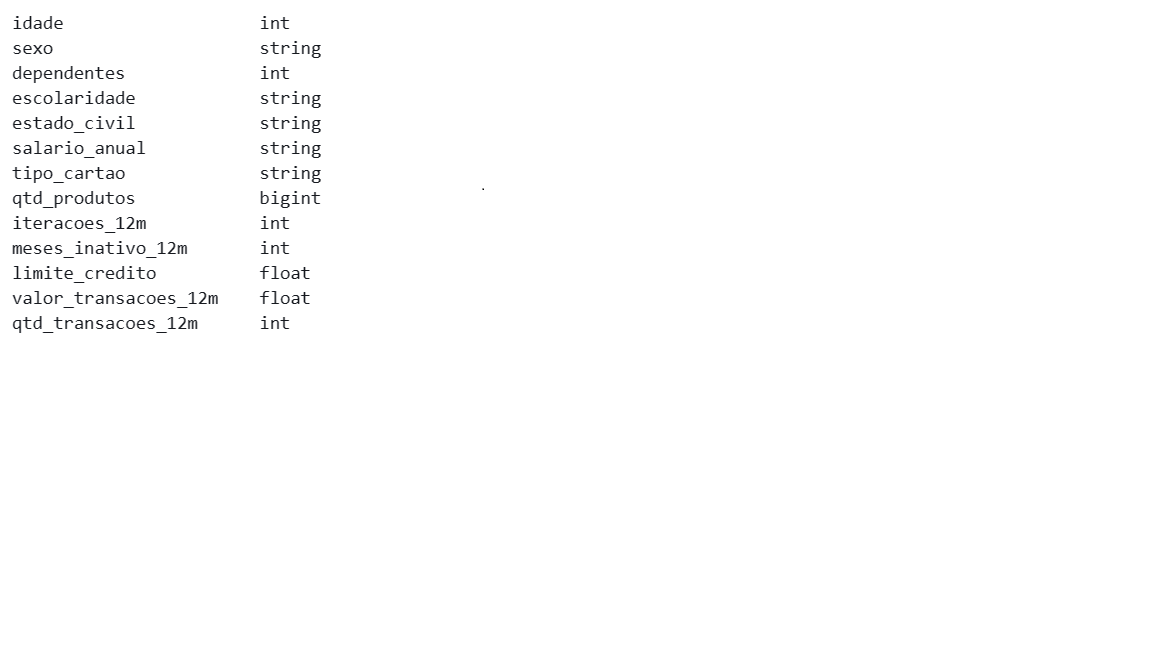 idade int
sexo string
dependentes int
escolaridade string
estado_civil string
salario_anual string
tipo_cartao string
qtd_produtos bigint
iteracoes_12m int
meses_inativo_12m int
limite_credito float
valor_transacoes_12m float
qtd_transacoes_12m int